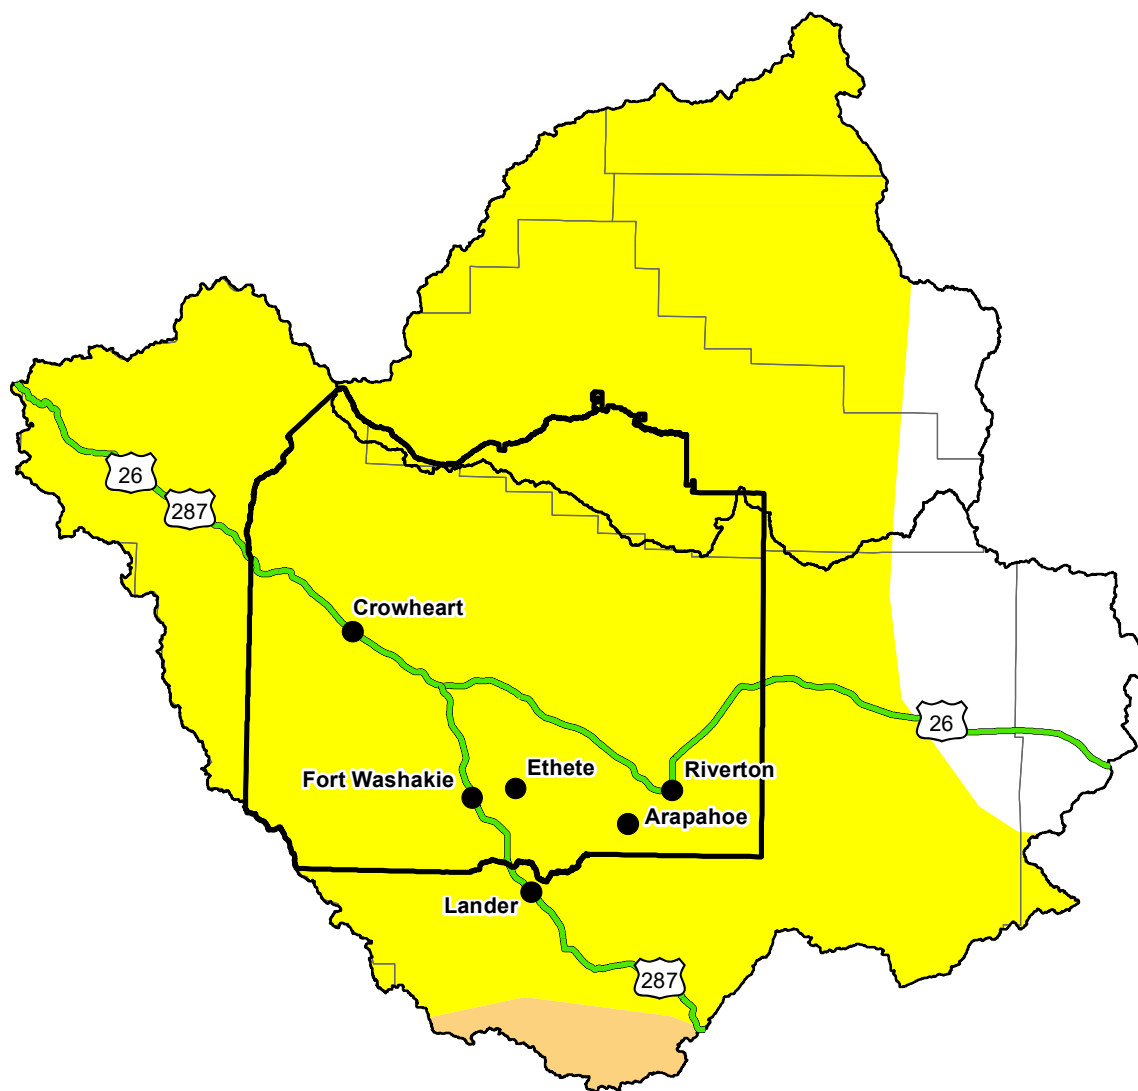 26
287
Crowheart
26
Ethete
Riverton
Fort Washakie
Arapahoe
Lander
287